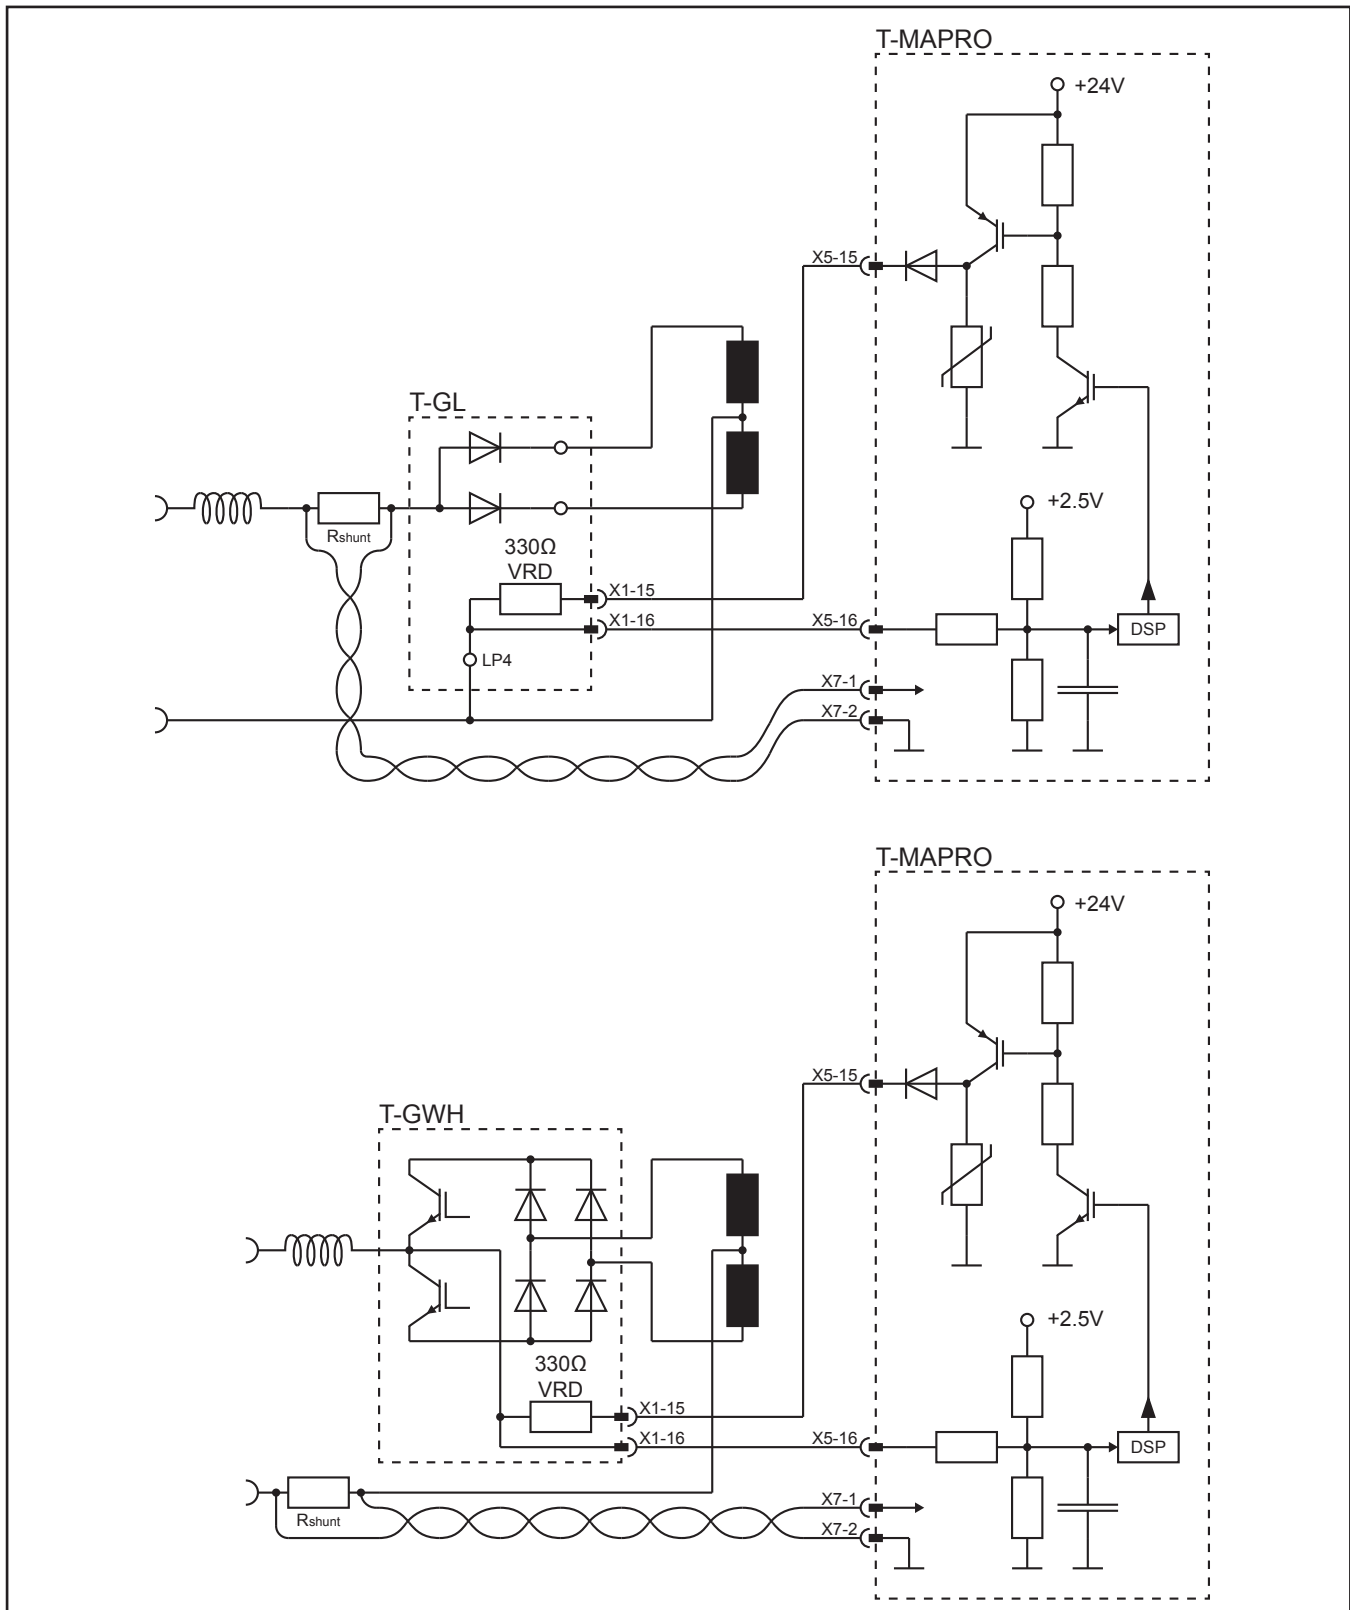 T-MAPRO
+24V
X5-15
T-GL
+2.5V
Rshunt
330Ω
VRD
X1-15
X1-16
X5-16
DSP
LP4
X7-1
X7-2
T-MAPRO
+24V
X5-15
T-GWH
+2.5V
330Ω
VRD
X1-15
X1-16
X5-16
DSP
Rshunt
X7-1
X7-2